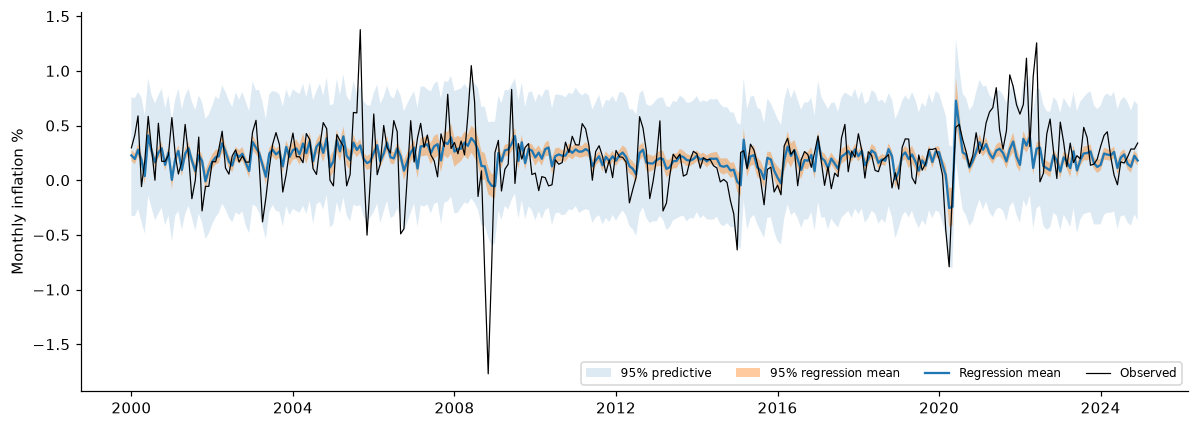 Monthly inflation %
1.5
1.0
0.5
0.0
−0.5
−1.0
−1.5
95% predictive 95% regression mean Regression mean Observed
2000 2004 2008 2012 2016 2020 2024